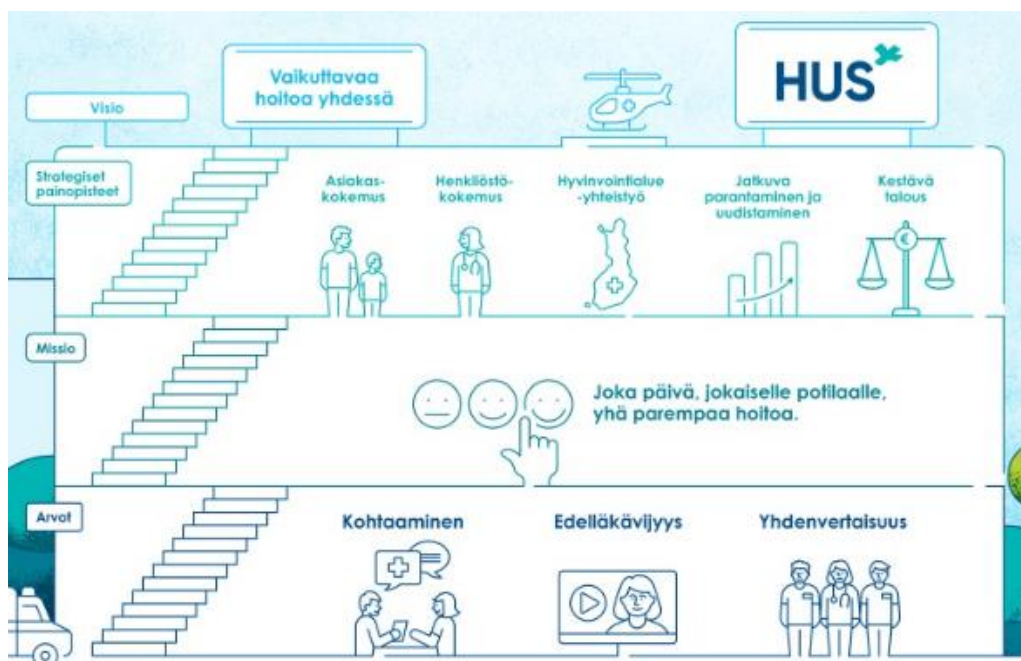 Visio
Vaikuttavaa
hoitoa yhdessä
HUS
Strategiset
painopisteet
Asiakas-
kokemus
Henkilöstö-
kokemus
Hyvinvointialue
-yhteistyö
Jatkuva
parantaminen ja
uudistaminen
Kestävä
talous
€
Missio
Joka päivä, jokaiselle potilaalle,
yhä parempaa hoitoa.
Arvot
Kohtaaminen
Edelläkävijyys
Yhdenvertaisuus